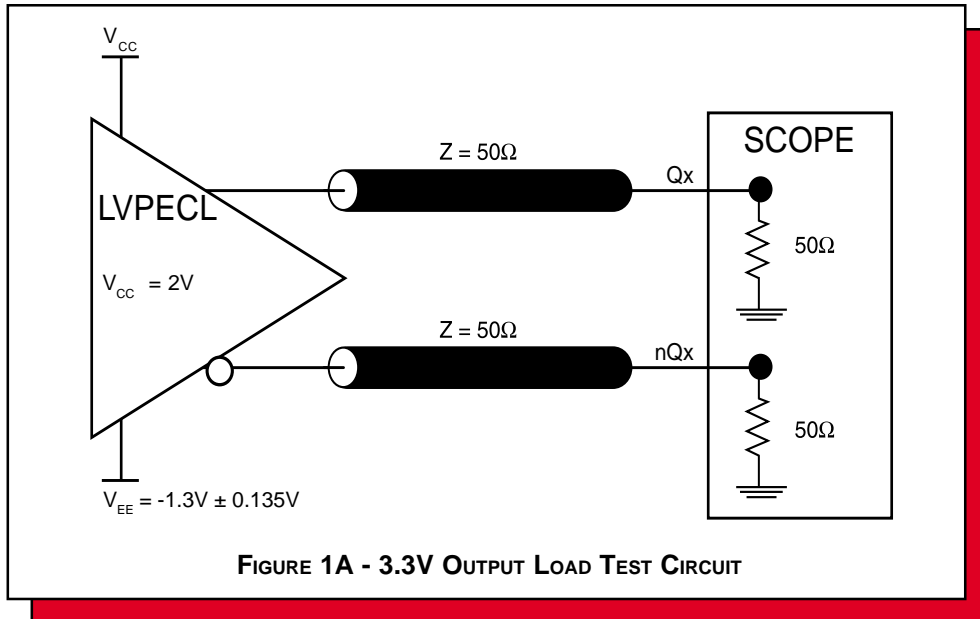 VCC
SCOPE
Z = 50Ω
Qx
LVPECL
50Ω
VCC = 2V
Z = 50Ω
nQx
50Ω
VEE = -1.3V ± 0.135V
FIGURE 1A - 3.3V OUTPUT LOAD TEST CIRCUIT